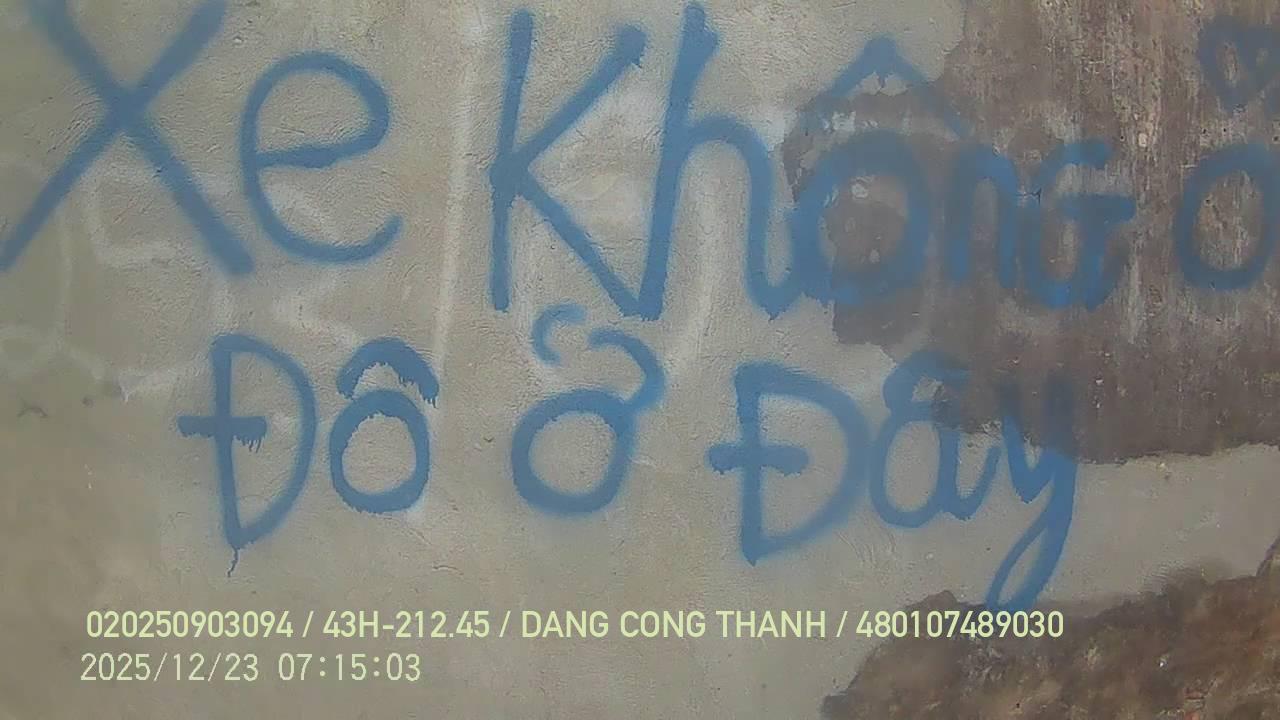 Xe KhônG
Đô ở Đây
020250903094 / 43H-212.45 / DANG CONG THANH / 480107489030
2025/12/23 07:15:03